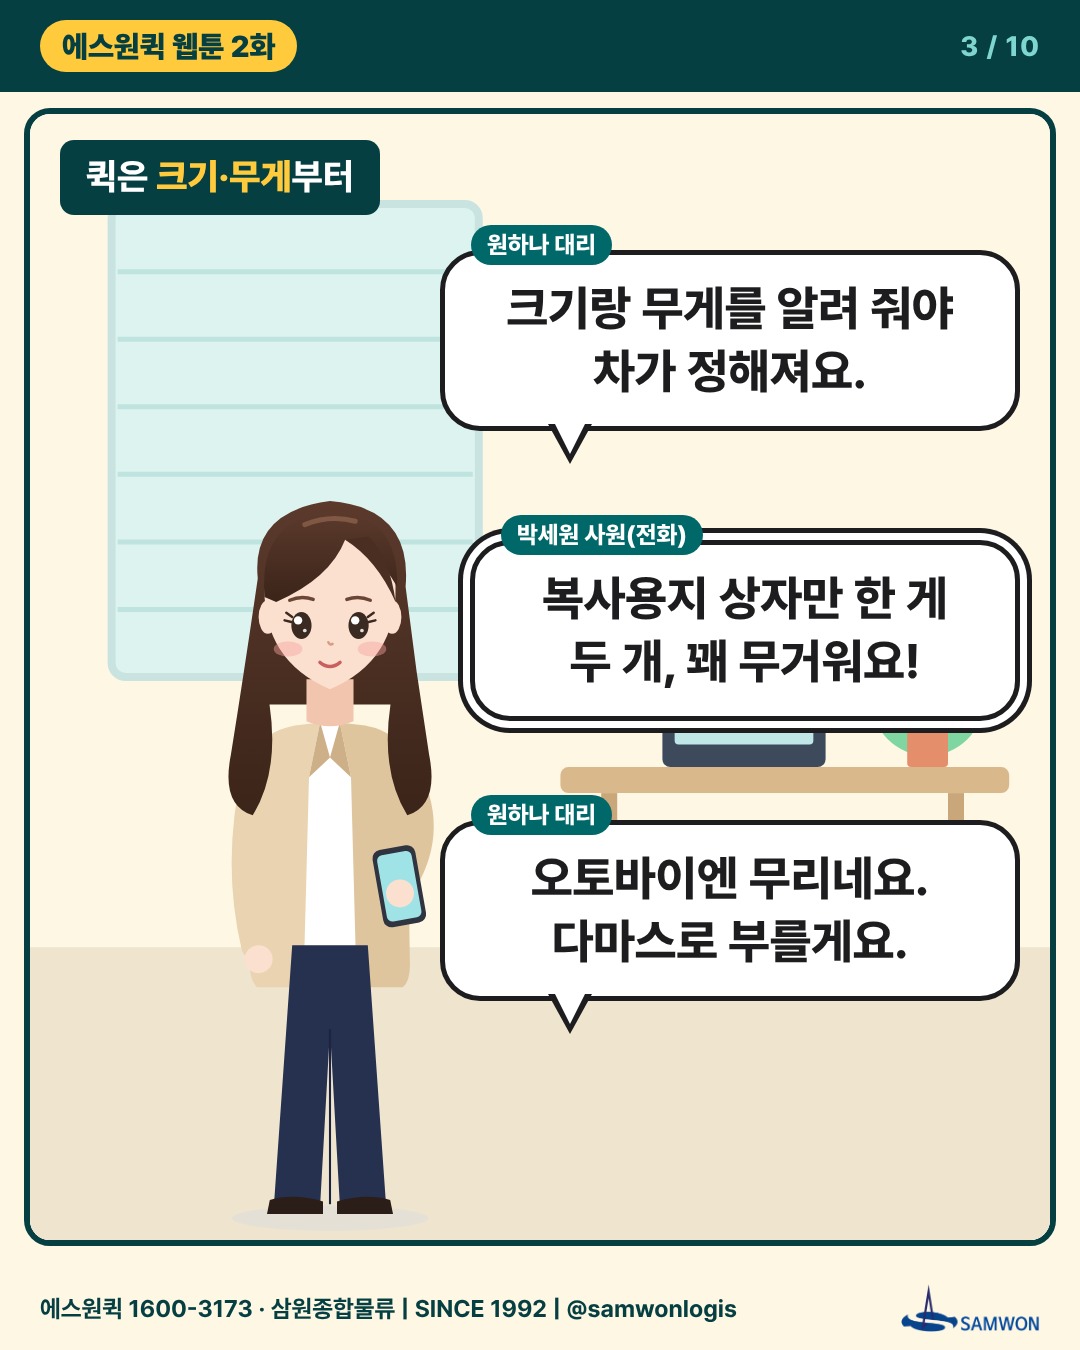 에스원퀵 웹툰 2화
3 / 10
퀵은 크기·무게부터
원하나 대리
크기랑 무게를 알려 줘야
차가 정해져요.
박세원 사원(전화)
복사용지 상자만 한 게
두 개, 꽤 무거워요!
원하나 대리
오토바이엔 무리네요.
다마스로 부를게요.
에스원퀵 1600-3173 · 삼원종합물류 | SINCE 1992 | @samwonlogis
SAMWON